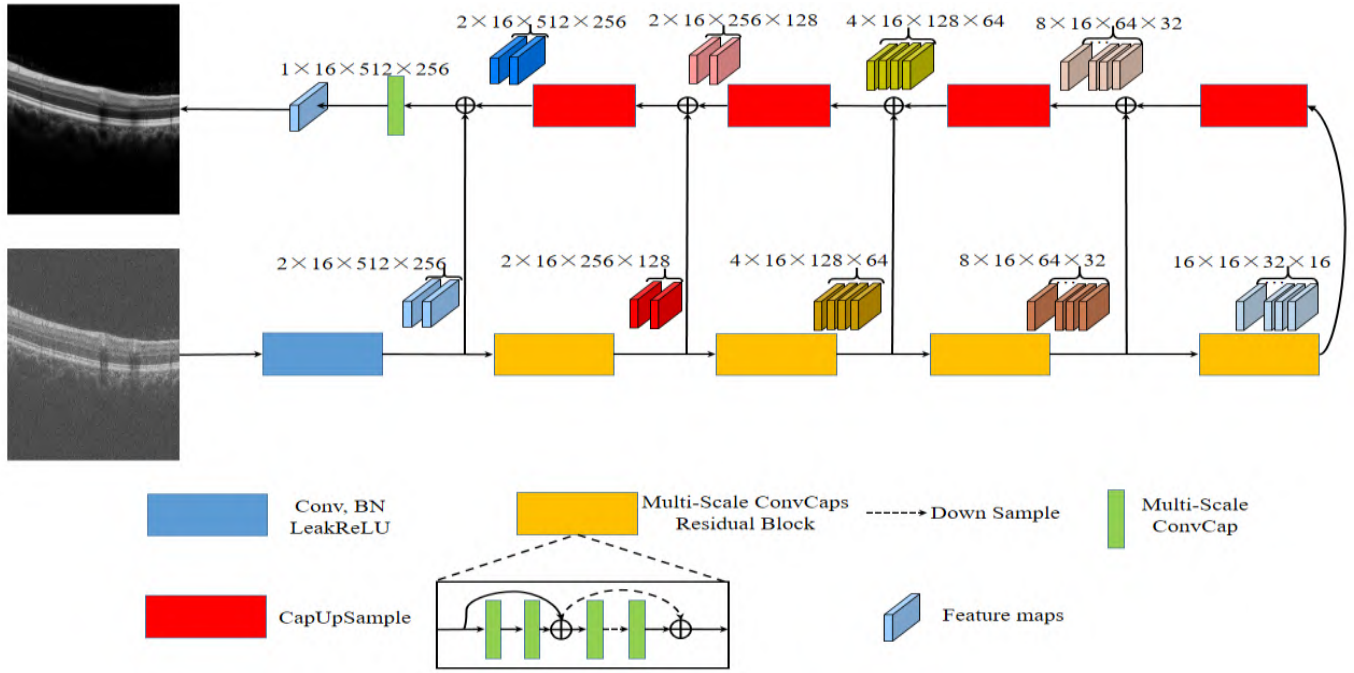 2×16×512×256
2×16×256×128
4×16×128×64
8×16×64×32
1×16×512×256
2×16×512×256
2×16×256×128
4×16×128×64
8×16×64×32
16×16×32×16
Conv, BN
LeakReLU
Multi-Scale ConvCaps
Residual Block
Down Sample
Multi-Scale
ConvCap
CapUpSample
Feature maps